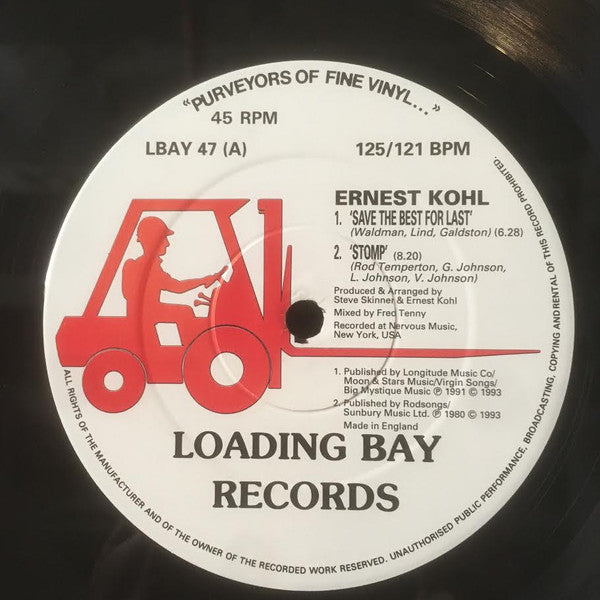 “PURVEYORS OF FINE VINYL...”
45 RPM
LBAY 47 (A)
125/121 BPM
ERNEST KOHL
1. 'SAVE THE BEST FOR LAST'
(Waldman, Lind, Galdston) (6.28)
2. 'STOMP' (8.20)
(Rod Temperton, G. Johnson,
L. Johnson, V. Johnson)
Produced & Arranged by
Steve Skinner & Ernest Kohl
Mixed by Fred Tenny
Recorded at Nervous Music,
New York, USA
1. Published by Longitude Music Co/
Moon & Stars Music/Virgin Songs/
Big Mystique Music ℗ 1991 © 1993
2. Published by Rodsongs/
Sunbury Music Ltd. ℗ 1980 © 1993
Made in England
LOADING BAY
RECORDS
ALL RIGHTS OF THE MANUFACTURER AND OF THE OWNER OF THE RECORDED WORK RESERVED. UNAUTHORISED PUBLIC PERFORMANCE, BROADCASTING, COPYING AND RENTAL OF THIS RECORD PROHIBITED.